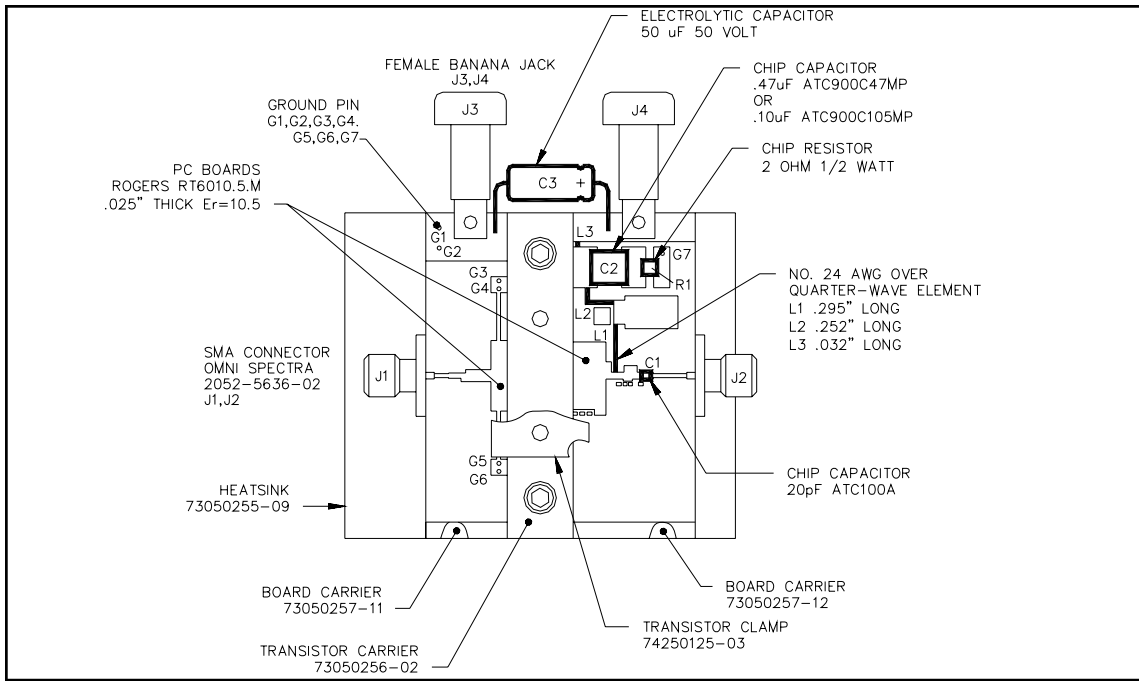 ELECTROLYTIC CAPACITOR
50 uF 50 VOLT
FEMALE BANANA JACK
J3,J4
CHIP CAPACITOR
.47uF ATC900C47MP
OR
.10uF ATC900C105MP
GROUND PIN
G1,G2,G3,G4.
G5,G6,G7
CHIP RESISTOR
2 OHM 1/2 WATT
PC BOARDS
ROGERS RT6010.5.M
.025" THICK Er=10.5
J3
J4
C3 +
G1
G2
L3
C2
G7
R1
G3
G4
NO. 24 AWG OVER
QUARTER-WAVE ELEMENT
L1 .295" LONG
L2 .252" LONG
L3 .032" LONG
L2
L1
SMA CONNECTOR
OMNI SPECTRA
2052-5636-02
J1,J2
J1
C1
J2
G5
G6
CHIP CAPACITOR
20pF ATC100A
HEATSINK
73050255-09
BOARD CARRIER
73050257-11
BOARD CARRIER
73050257-12
TRANSISTOR CLAMP
74250125-03
TRANSISTOR CARRIER
73050256-02